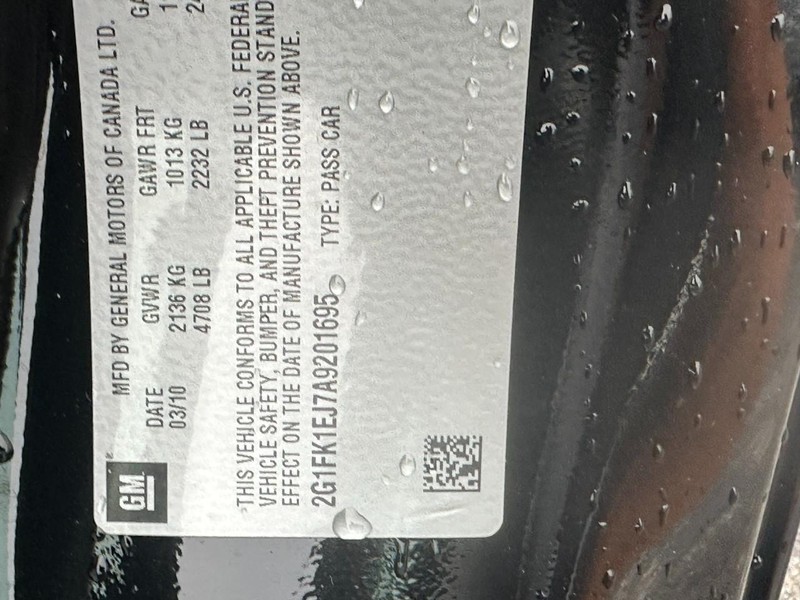 GM
MFD BY GENERAL MOTORS OF CANADA LTD.
DATE GVWR GAWR FRT
03/10 2136 KG 1013 KG
4708 LB 2232 LB
THIS VEHICLE CONFORMS TO ALL APPLICABLE U.S. FEDERA
VEHICLE SAFETY, BUMPER, AND THEFT PREVENTION STAND
EFFECT ON THE DATE OF MANUFACTURE SHOWN ABOVE.
2G1FK1EJ7A9201695 TYPE: PASS CAR